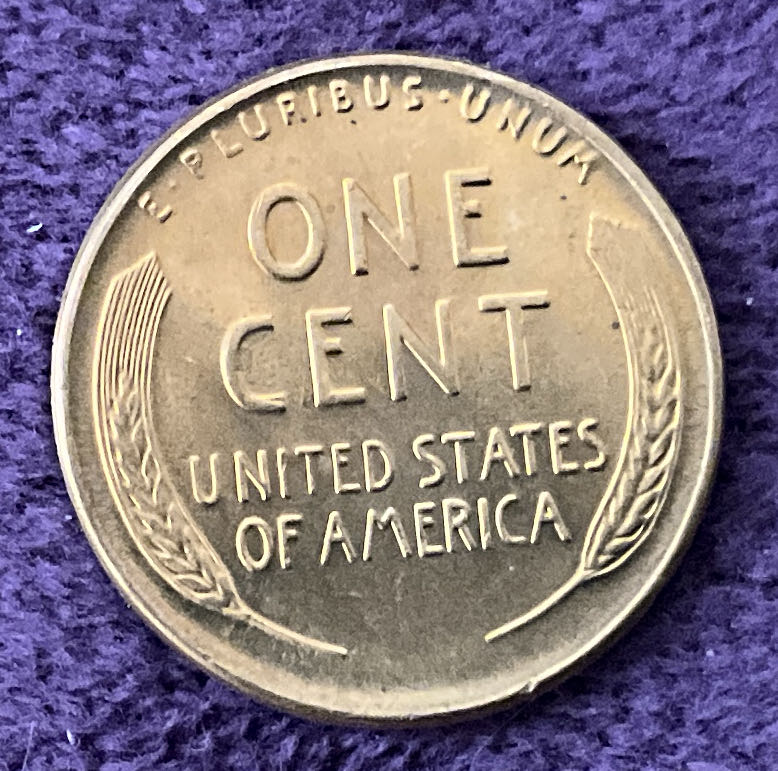 E·PLURIBUS·UNUM
ONE
CENT
UNITED STATES
OF AMERICA